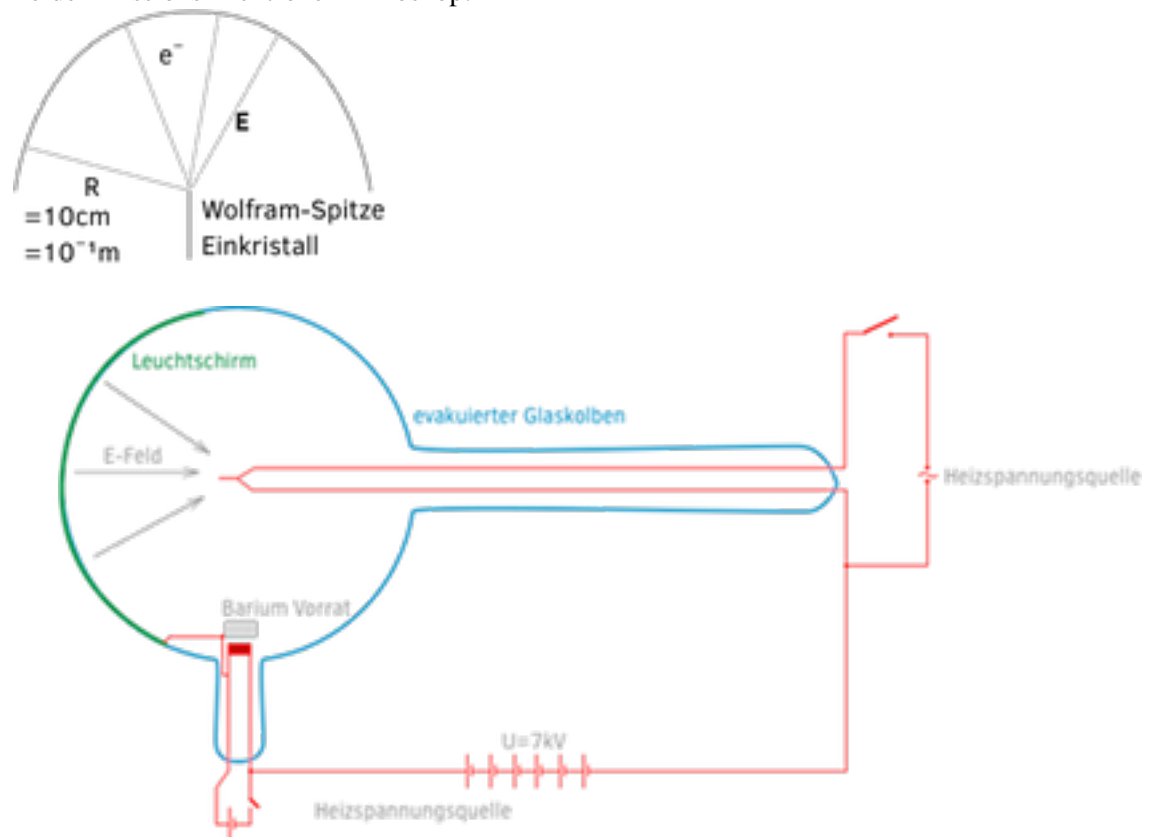 e⁻
E
R
=10cm
=10⁻¹m
Wolfram-Spitze
Einkristall
Leuchtschirm
evakuierter Glaskolben
E-Feld
Heizspannungsquelle
Barium Vorrat
U=7kV
Heizspannungsquelle